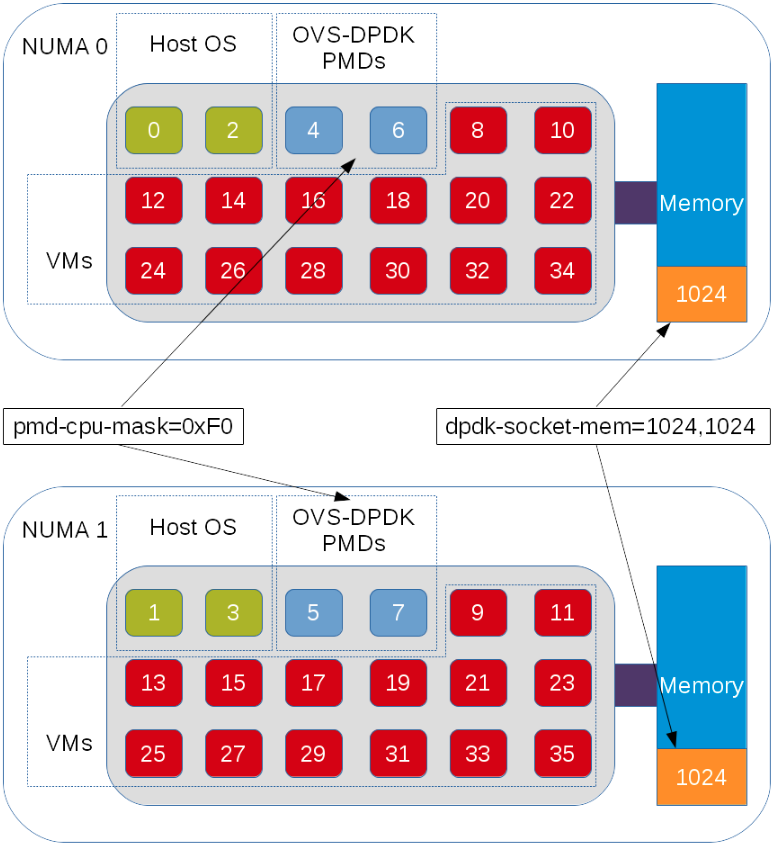 NUMA 0
Host OS
OVS-DPDK
PMDs
0 2 4 6 8 10
12 14 16 18 20 22
Memory
VMs
24 26 28 30 32 34
1024
pmd-cpu-mask=0xF0
dpdk-socket-mem=1024,1024
NUMA 1
Host OS
OVS-DPDK
PMDs
1 3 5 7 9 11
13 15 17 19 21 23
Memory
VMs
25 27 29 31 33 35
1024